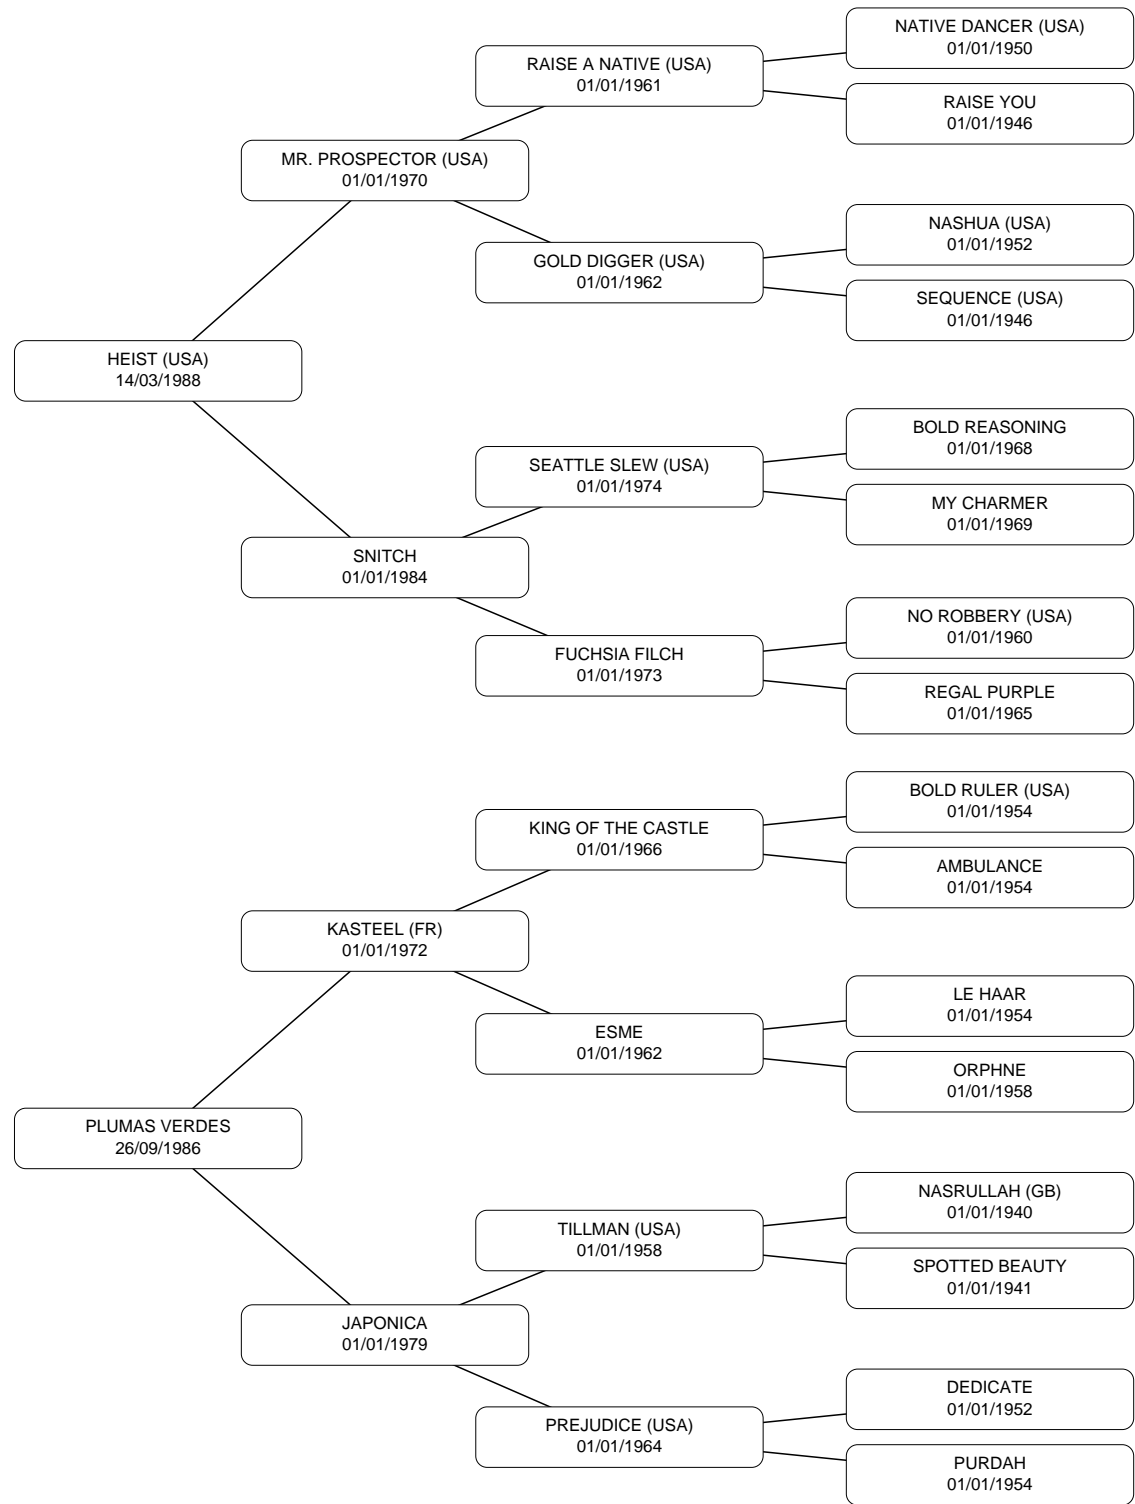 NATIVE DANCER (USA)
01/01/1950
RAISE A NATIVE (USA)
01/01/1961
RAISE YOU
01/01/1946
MR. PROSPECTOR (USA)
01/01/1970
NASHUA (USA)
01/01/1952
GOLD DIGGER (USA)
01/01/1962
SEQUENCE (USA)
01/01/1946
HEIST (USA)
14/03/1988
BOLD REASONING
01/01/1968
SEATTLE SLEW (USA)
01/01/1974
MY CHARMER
01/01/1969
SNITCH
01/01/1984
NO ROBBERY (USA)
01/01/1960
FUCHSIA FILCH
01/01/1973
REGAL PURPLE
01/01/1965
BOLD RULER (USA)
01/01/1954
KING OF THE CASTLE
01/01/1966
AMBULANCE
01/01/1954
KASTEEL (FR)
01/01/1972
LE HAAR
01/01/1954
ESME
01/01/1962
ORPHNE
01/01/1958
PLUMAS VERDES
26/09/1986
NASRULLAH (GB)
01/01/1940
TILLMAN (USA)
01/01/1958
SPOTTED BEAUTY
01/01/1941
JAPONICA
01/01/1979
DEDICATE
01/01/1952
PREJUDICE (USA)
01/01/1964
PURDAH
01/01/1954